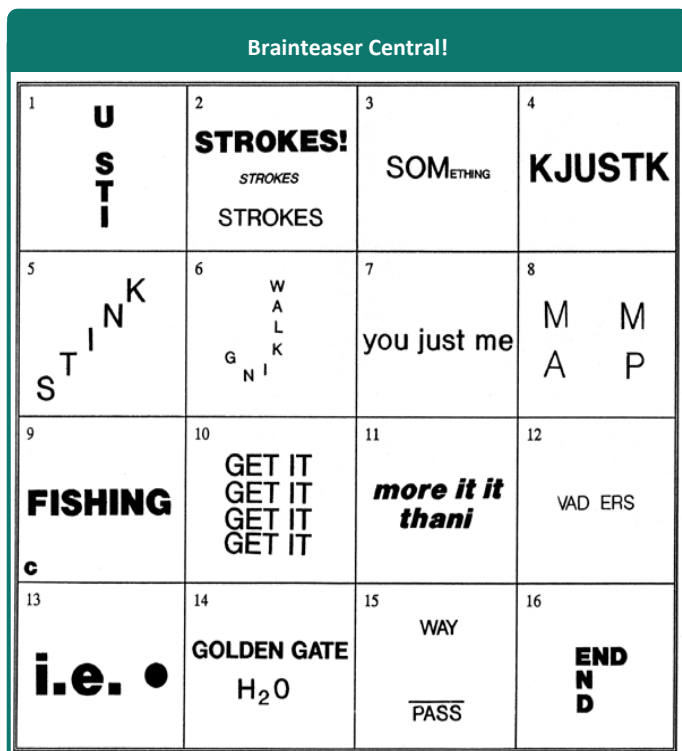 Brainteaser Central!
1
U
S
T
I
2
STROKES!
STROKES
STROKES
3
SOMETHING
4
KJUSTK
5
STINK
6
W
A
L
K
I
N
G
7
you just me
8
M M
A P
9
FISHING
C
10
GET IT
GET IT
GET IT
GET IT
11
more it it
thani
12
VAD ERS
13
i.e. •
14
GOLDEN GATE
H₂O
15
WAY
PASS
16
END
N
D